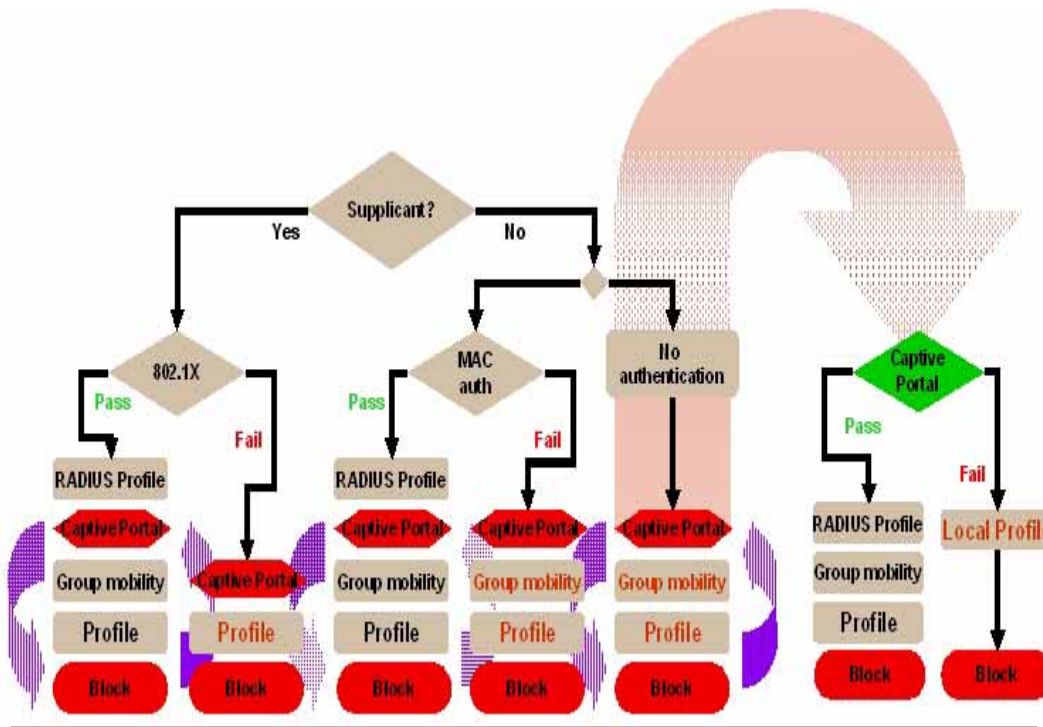 Supplicant?
Yes
No
802.1X
MAC
auth
No
authentication
Captive
Portal
Pass
Fail
Pass
Fail
Pass
Fail
RADIUS Profile
Captive Portal
Group mobility
Profile
Block
Captive Portal
Profile
Block
RADIUS Profile
Captive Portal
Group mobility
Profile
Block
Captive Portal
Group mobility
Profile
Block
Captive Portal
Group mobility
Profile
Block
RADIUS Profile
Group mobility
Profile
Block
Local Profile
Block